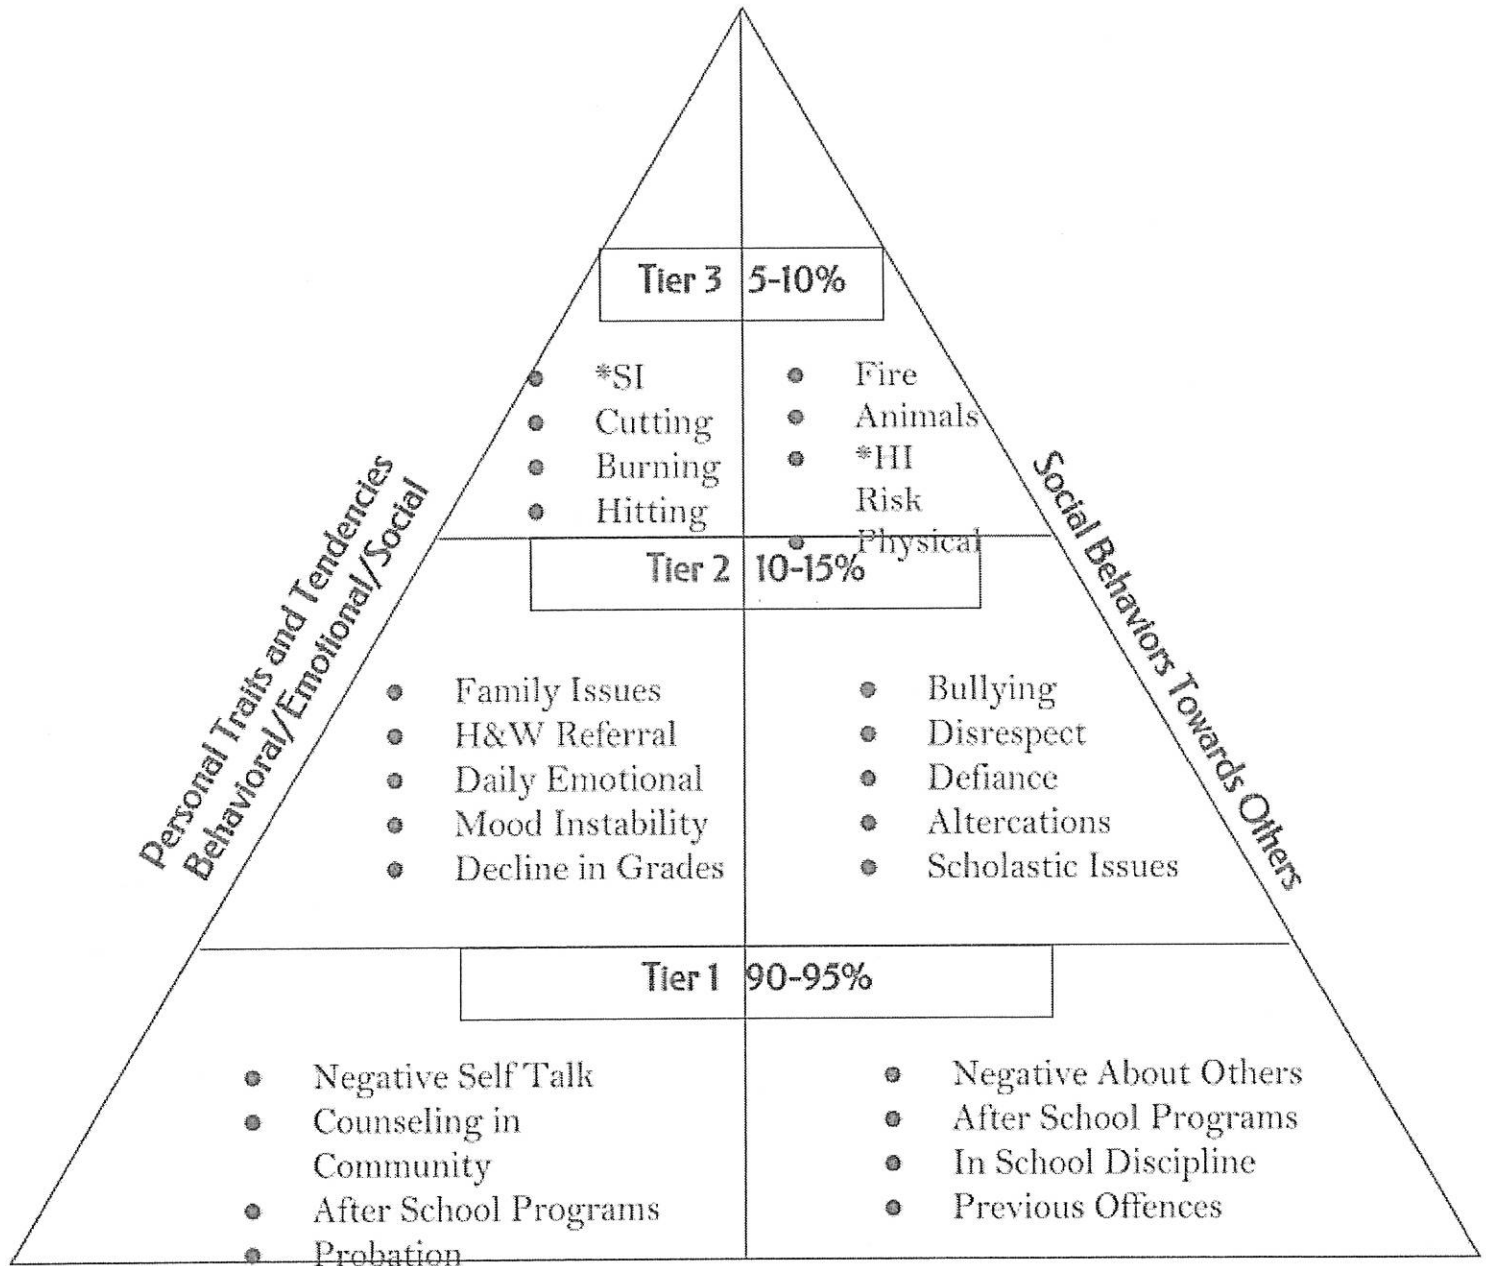 Tier 3 5-10%
*SI
Cutting
Burning
Hitting
Fire
Animals
*HI
Risk
Physical
Personal Traits and Tendencies
Behavioral/Emotional/Social
Social Behaviors Towards Others
Tier 2 10-15%
Family Issues
H&W Referral
Daily Emotional
Mood Instability
Decline in Grades
Bullying
Disrespect
Defiance
Altercations
Scholastic Issues
Tier 1 90-95%
Negative Self Talk
Counseling in
Community
After School Programs
Probation
Negative About Others
After School Programs
In School Discipline
Previous Offences